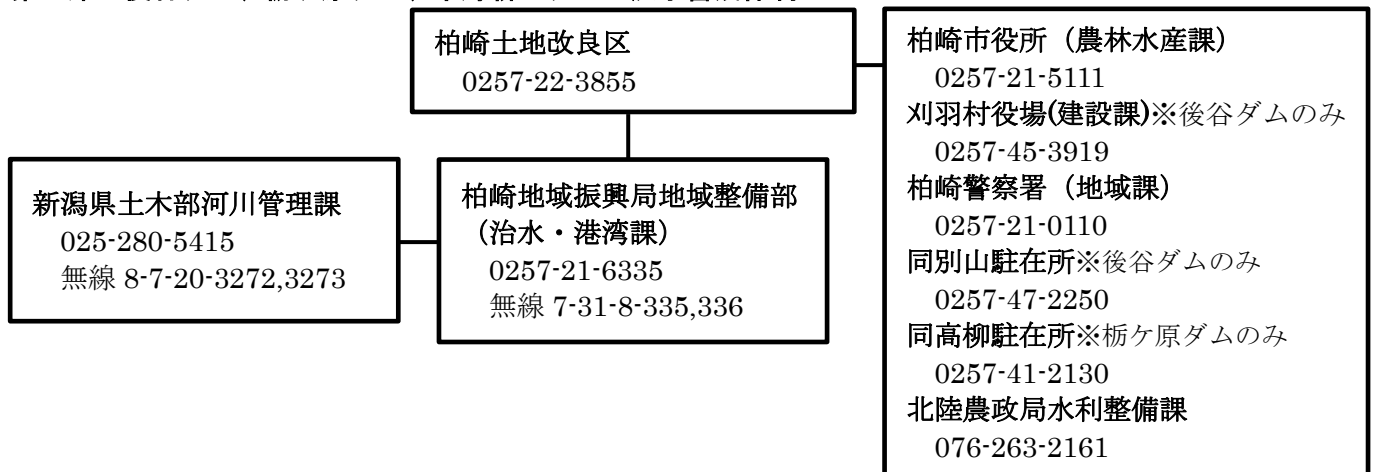 柏崎土地改良区
0257-22-3855
柏崎市役所（農林水産課）
0257-21-5111
刈羽村役場(建設課)※後谷ダムのみ
0257-45-3919
柏崎警察署（地域課）
0257-21-0110
同別山駐在所※後谷ダムのみ
0257-47-2250
同高柳駐在所※栃ケ原ダムのみ
0257-41-2130
北陸農政局水利整備課
076-263-2161
新潟県土木部河川管理課
025-280-5415
無線 8-7-20-3272,3273
柏崎地域振興局地域整備部
（治水・港湾課）
0257-21-6335
無線 7-31-8-335,336